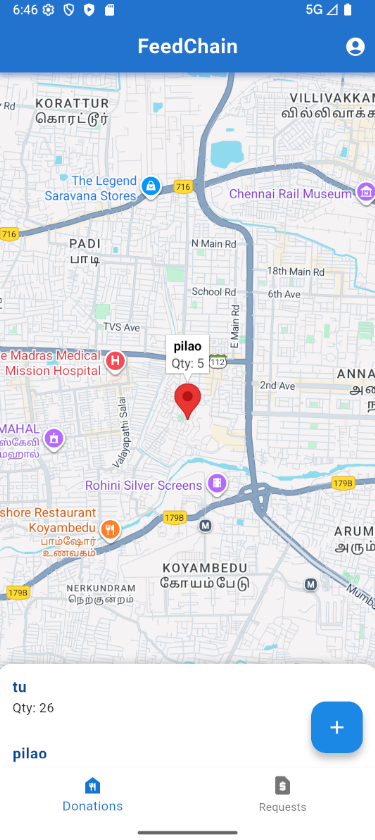 6:46
5G
FeedChain
KORATTUR
கொரட்டூர்
VILLIVAKKAM
The Legend
Saravana Stores
716
Chennai Rail Museum
716
PADI
பாடி
N Main Rd
18th Main Rd
School Rd
6th Ave
TVS Ave
E Main Rd
e Madras Medical
Mission Hospital
pilao
Qty: 5
112
2nd Ave
ANNA
Valayapathi Salai
MAHAL
மஹால்
Rohini Silver Screens
179B
shore Restaurant
Koyambedu
பாம்ஷோர்
உணவகம்
179B
M
ARUM
அரும்
KOYAMBEDU
கோயம்பேடு
M
NERKUNDRAM
நெற்குன்றம்
179B
tu
Qty: 26
pilao
+
Donations
Requests